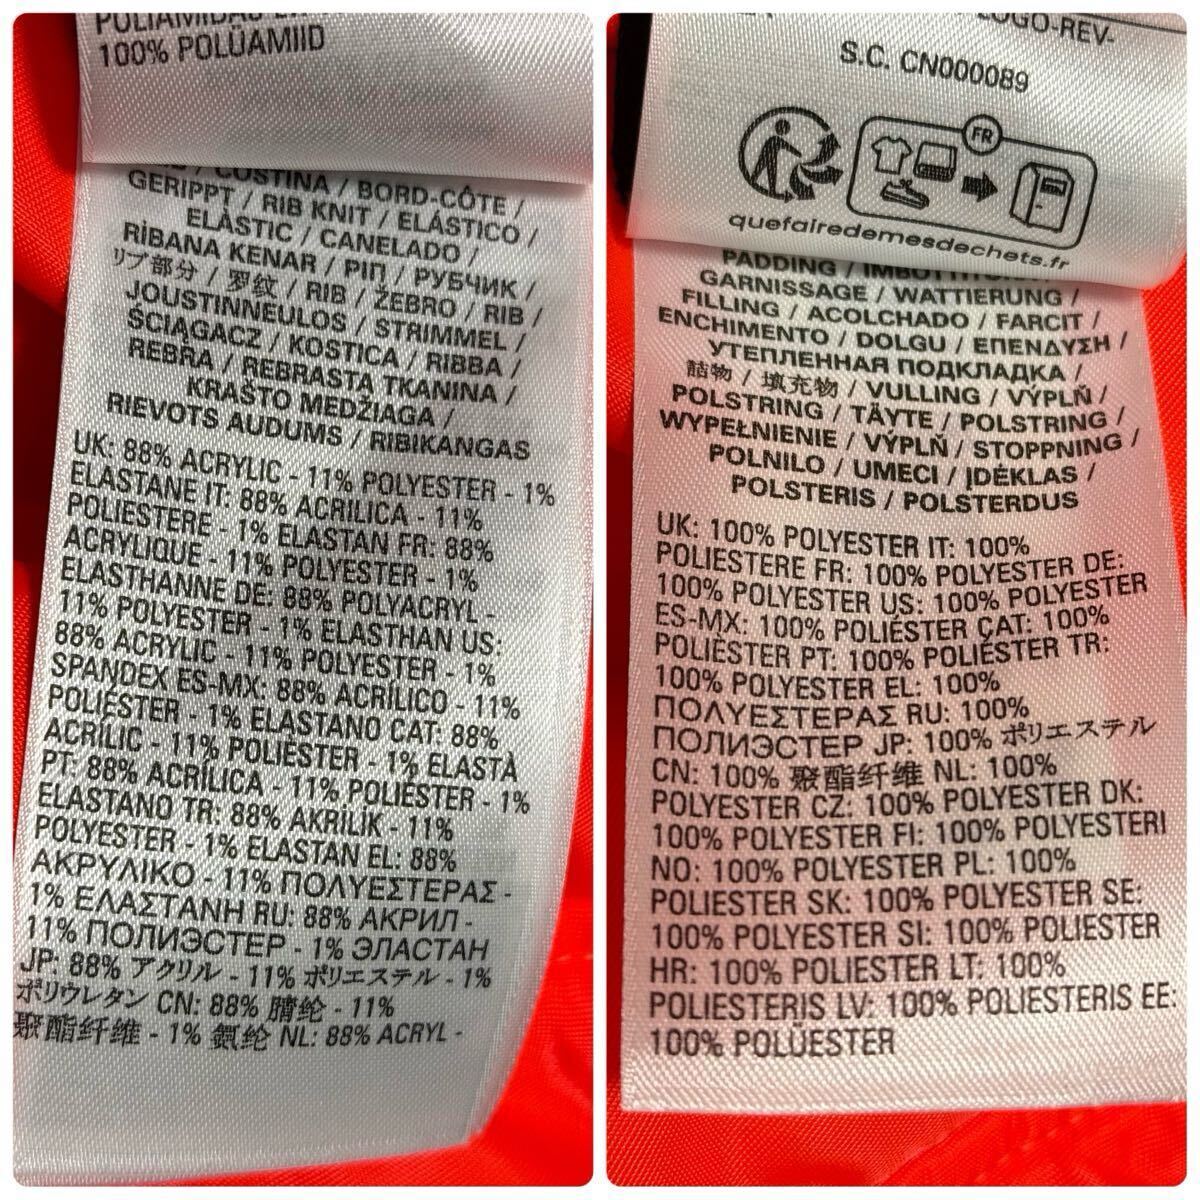 100% POLÜAMIID
COSTINA / BORD-CÔTE /
GERIPPT / RIB KNIT / ELÁSTICO /
ELÀSTIC / CANELADO /
RİBANA KENAR / ΡΙΠ / РУБЧИК /
リブ部分 / 罗纹 / RIB / ŽEBRO / RIB /
JOUSTINNEULOS / STRIMMEL /
ŚCIĄGACZ / KOSTICA / RIBBA /
REBRA / REBRASTA TKANINA /
KRAŠTO MEDŽIAGA /
RIEVOTS AUDUMS / RIBIKANGAS
UK: 88% ACRYLIC - 11% POLYESTER - 1%
ELASTANE IT: 88% ACRILICA - 11%
POLIESTERE - 1% ELASTAN FR: 88%
ACRYLIQUE - 11% POLYESTER - 1%
ELASTHANNE DE: 88% POLYACRYL -
11% POLYESTER - 1% ELASTHAN US:
88% ACRYLIC - 11% POLYESTER - 1%
SPANDEX ES-MX: 88% ACRÍLICO - 11%
POLIÉSTER - 1% ELASTANO CAT: 88%
ACRÍLIC - 11% POLIÈSTER - 1% ELASTÀ
PT: 88% ACRÍLICA - 11% POLIÉSTER - 1%
ELASTANO TR: 88% AKRİLİK - 11%
POLYESTER - 1% ELASTAN EL: 88%
ΑΚΡΥΛΙΚΟ - 11% ΠΟΛΥΕΣΤΕΡΑΣ -
1% ΕΛΑΣΤΑΝΗ RU: 88% АКРИЛ -
11% ПОЛИЭСТЕР - 1% ЭЛАСТАН
JP: 88% アクリル - 11% ポリエステル - 1%
ポリウレタン CN: 88% 腈纶 - 11%
聚酯纤维 - 1% 氨纶 NL: 88% ACRYL -
LOGO-REV-
S.C. CN000089
FR
quefairedemesdechets.fr
PADDING /
GARNISSAGE / WATTIERUNG /
FILLING / ACOLCHADO / FARCIT /
ENCHIMENTO / DOLGU / ΕΠΕΝΔΥΣΗ /
УТЕПЛЕННАЯ ПОДКЛАДКА /
詰物 / 填充物 / VULLING / VÝPLŇ /
POLSTRING / TÄYTE / POLSTRING /
WYPEŁNIENIE / VÝPLŇ / STOPPNING /
POLNILO / UMECI / ĮDĖKLAS /
POLSTERIS / POLSTERDUS
UK: 100% POLYESTER IT: 100%
POLIESTERE FR: 100% POLYESTER DE:
100% POLYESTER US: 100% POLYESTER
ES-MX: 100% POLIÉSTER CAT: 100%
POLIÈSTER PT: 100% POLIÉSTER TR:
100% POLYESTER EL: 100%
ΠΟΛΥΕΣΤΕΡΑΣ RU: 100%
ПОЛИЭСТЕР JP: 100% ポリエステル
CN: 100% 聚酯纤维 NL: 100%
POLYESTER CZ: 100% POLYESTER DK:
100% POLYESTER FI: 100% POLYESTERI
NO: 100% POLYESTER PL: 100%
POLIESTER SK: 100% POLYESTER SE:
100% POLYESTER SI: 100% POLIESTER
HR: 100% POLIESTER LT: 100%
POLIESTERIS LV: 100% POLIESTERIS EE:
100% POLÜESTER